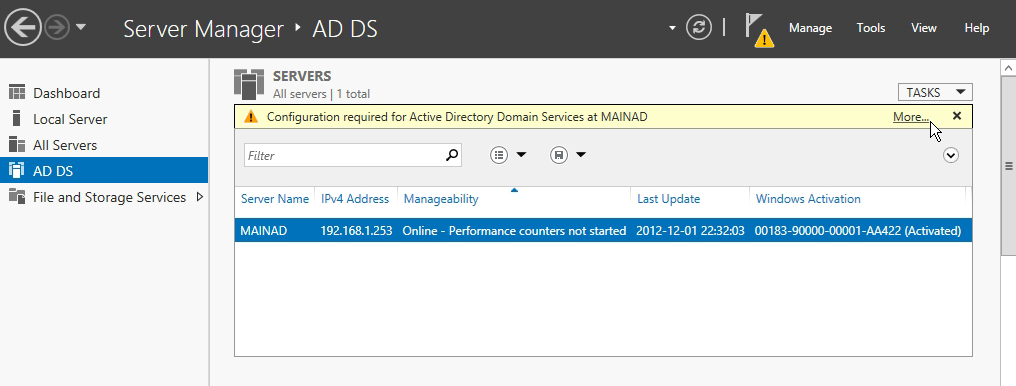 Server Manager ‣ AD DS
Manage Tools View Help
Dashboard
Local Server
All Servers
AD DS
File and Storage Services
SERVERS
All servers | 1 total
TASKS
Configuration required for Active Directory Domain Services at MAINAD More...
Filter
Server Name IPv4 Address Manageability Last Update Windows Activation
MAINAD 192.168.1.253 Online - Performance counters not started 2012-12-01 22:32:03 00183-90000-00001-AA422 (Activated)